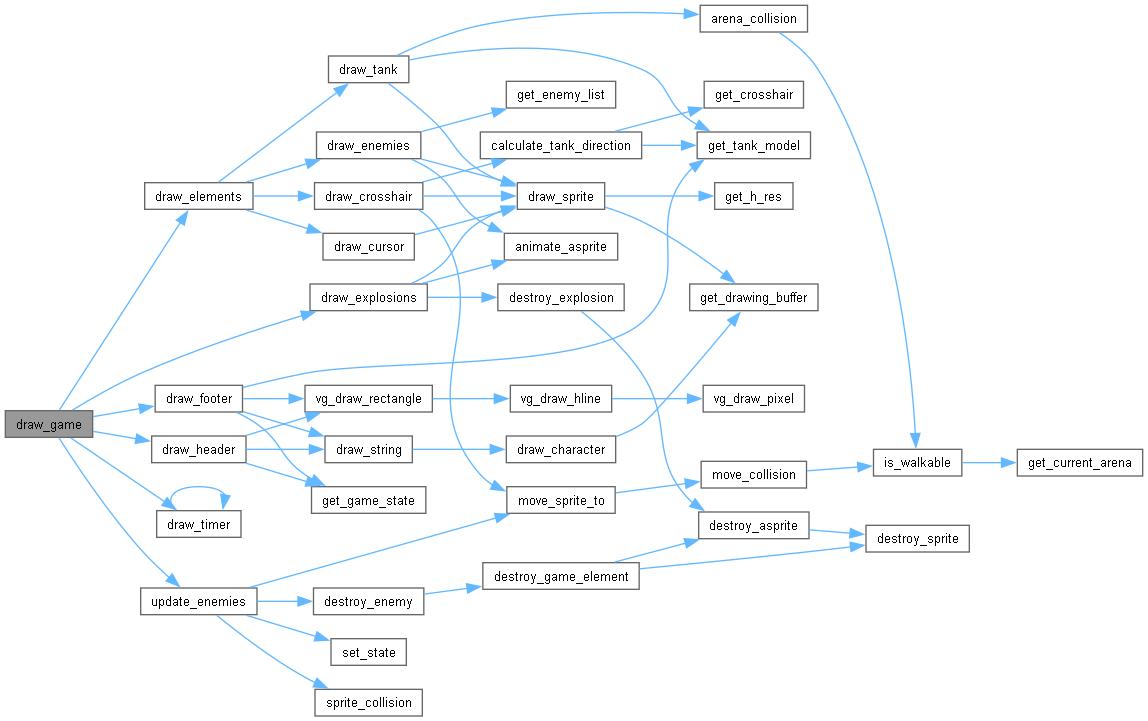 arena_collision
draw_tank
get_enemy_list
get_crosshair
draw_enemies
calculate_tank_direction
get_tank_model
draw_elements
draw_crosshair
draw_sprite
get_h_res
draw_cursor
animate_asprite
draw_explosions
destroy_explosion
get_drawing_buffer
draw_footer
vg_draw_rectangle
vg_draw_hline
vg_draw_pixel
draw_game
draw_header
draw_string
draw_character
is_walkable
get_current_arena
move_collision
get_game_state
move_sprite_to
draw_timer
destroy_asprite
destroy_sprite
destroy_game_element
update_enemies
destroy_enemy
set_state
sprite_collision